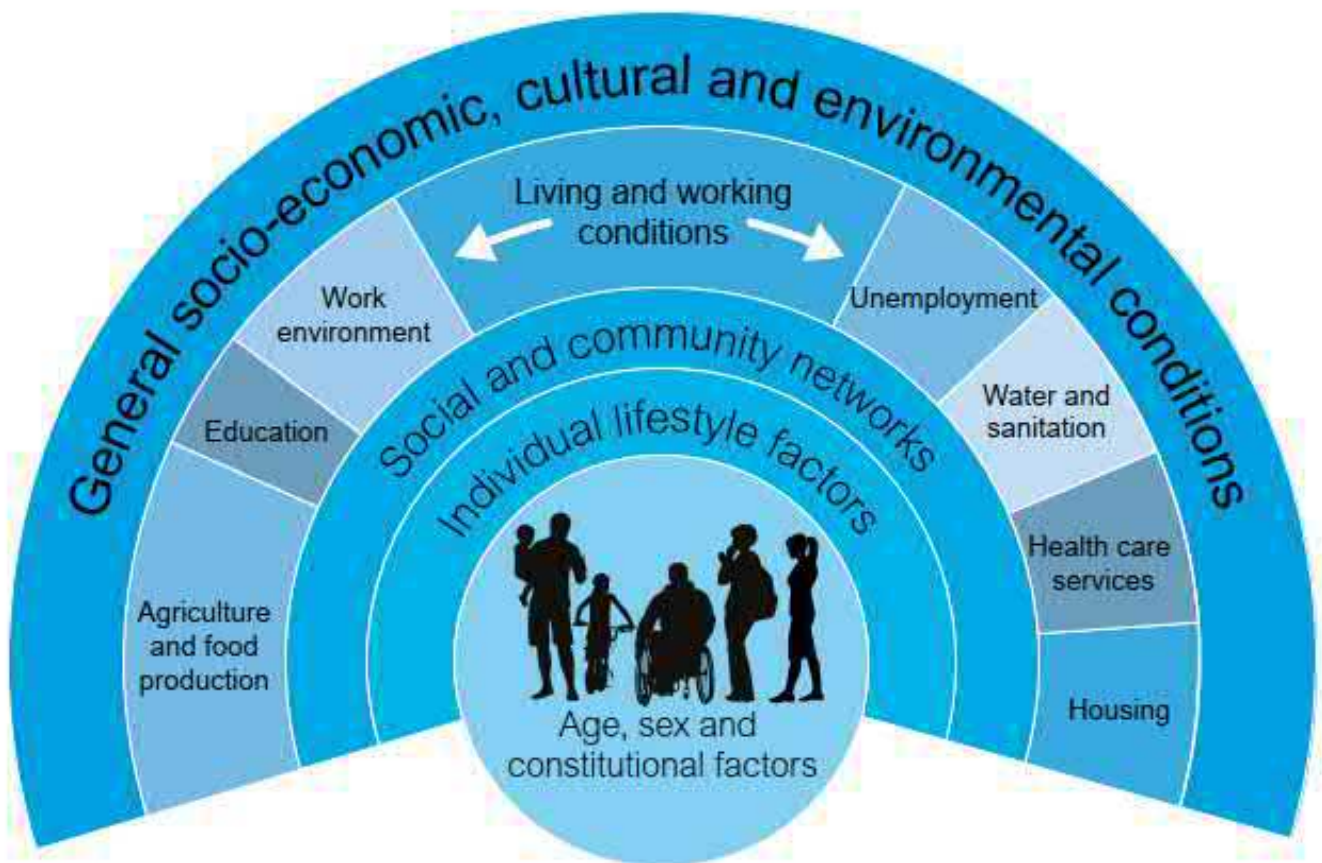 General socio-economic, cultural and environmental conditions
Living and working
conditions
Work
environment
Unemployment
Education
Water and
sanitation
Agriculture
and food
production
Health care
services
Housing
Social and community networks
Individual lifestyle factors
Age, sex and
constitutional factors